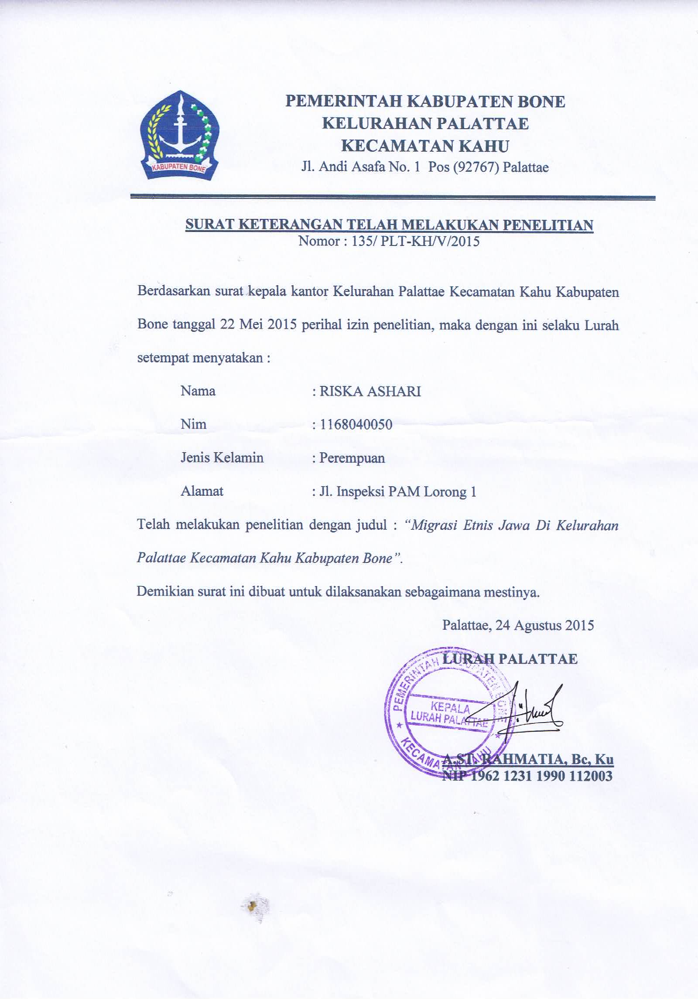 PEMERINTAH KABUPATEN BONE
KELURAHAN PALATTAE
KECAMATAN KAHU
Jl. Andi Asafa No. 1 Pos (92767) Palattae
KABUPATEN BONE
SURAT KETERANGAN TELAH MELAKUKAN PENELITIAN
Nomor : 135/ PLT-KH/V/2015
Berdasarkan surat kepala kantor Kelurahan Palattae Kecamatan Kahu Kabupaten
Bone tanggal 22 Mei 2015 perihal izin penelitian, maka dengan ini selaku Lurah
setempat menyatakan :
Nama : RISKA ASHARI
Nim : 1168040050
Jenis Kelamin : Perempuan
Alamat : Jl. Inspeksi PAM Lorong 1
Telah melakukan penelitian dengan judul : “Migrasi Etnis Jawa Di Kelurahan
Palattae Kecamatan Kahu Kabupaten Bone”.
Demikian surat ini dibuat untuk dilaksanakan sebagaimana mestinya.
Palattae, 24 Agustus 2015
LURAH PALATTAE
PEMERINTAH KABUPATEN BONE
KEPALA
LURAH PALATTAE
KECAMATAN KAHU
A.ST. RAHMATIA, Bc, Ku
NIP 1962 1231 1990 112003